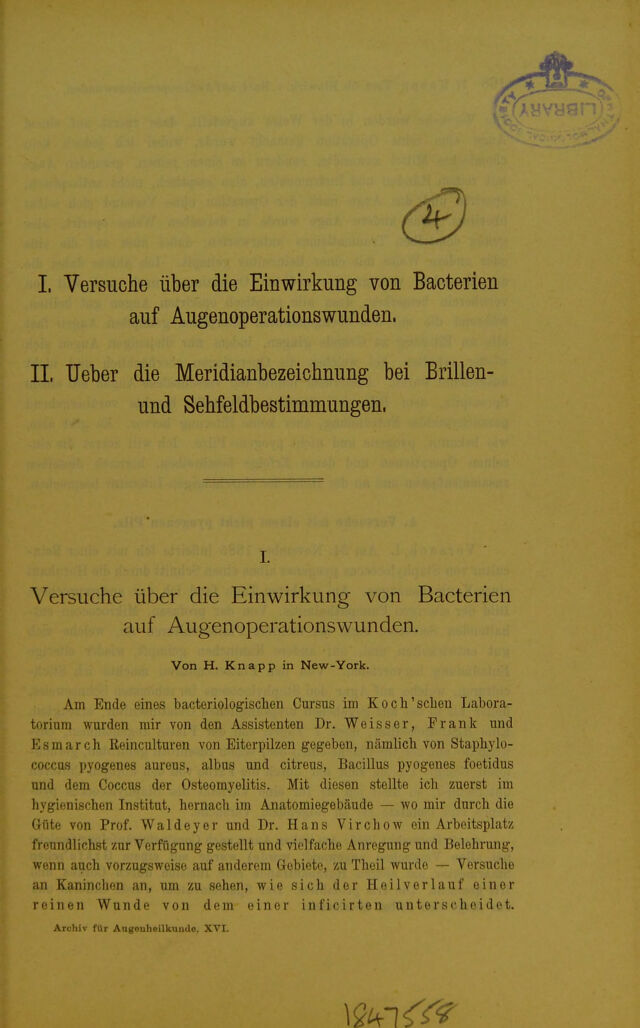 LIBRARY
4
I. Versuche über die Einwirkung von Bacterien
auf Augenoperationswunden.
II. Ueber die Meridianbezeichnung bei Brillen-
und Sehfeldbestimmungen.
I.
Versuche über die Einwirkung von Bacterien
auf Augenoperationswunden.
Von H. Knapp in New-York.
Am Ende eines bacteriologischen Cursus im Koch'schen Labora-
torium wurden mir von den Assistenten Dr. Weisser, Frank und
Esmarch Reinculturen von Eiterpilzen gegeben, nämlich von Staphylo-
coccus pyogenes aureus, albus und citreus, Bacillus pyogenes foetidus
und dem Coccus der Osteomyelitis. Mit diesen stellte ich zuerst im
hygienischen Institut, hernach im Anatomiegebäude — wo mir durch die
Güte von Prof. Waldeyer und Dr. Hans Virchow ein Arbeitsplatz
freundlichst zur Verfügung gestellt und vielfache Anregung und Belehrung,
wenn auch vorzugsweise auf anderem Gebiete, zu Theil wurde — Versuche
an Kaninchen an, um zu sehen, wie sich der Heilverlauf einer
reinen Wunde von dem einer inficirten unterscheidet.
Archiv für Augenheilkunde, XVI.
1847558